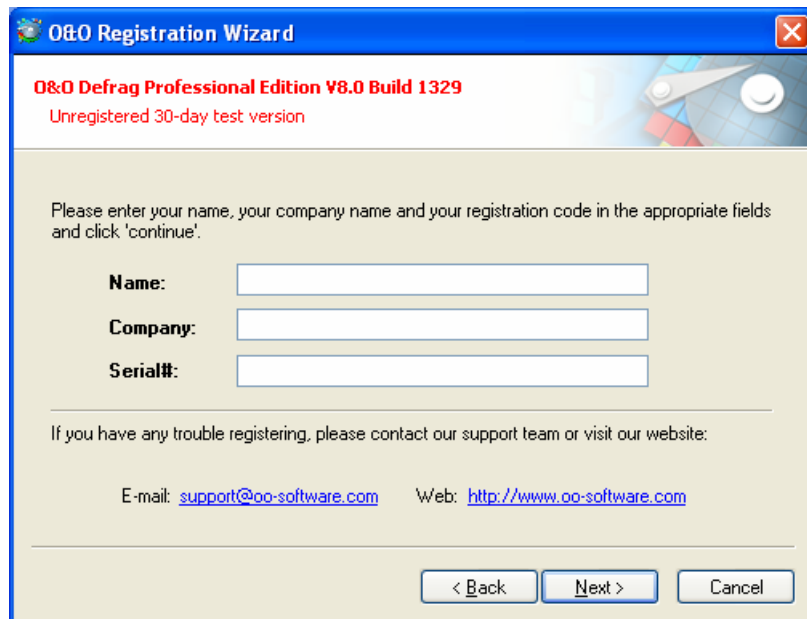 O&O Registration Wizard
O&O Defrag Professional Edition V8.0 Build 1329
Unregistered 30-day test version
Please enter your name, your company name and your registration code in the appropriate fields
and click 'continue'.
Name:
Company:
Serial#:
If you have any trouble registering, please contact our support team or visit our website:
E-mail: support@oo-software.com Web: http://www.oo-software.com
< Back Next > Cancel